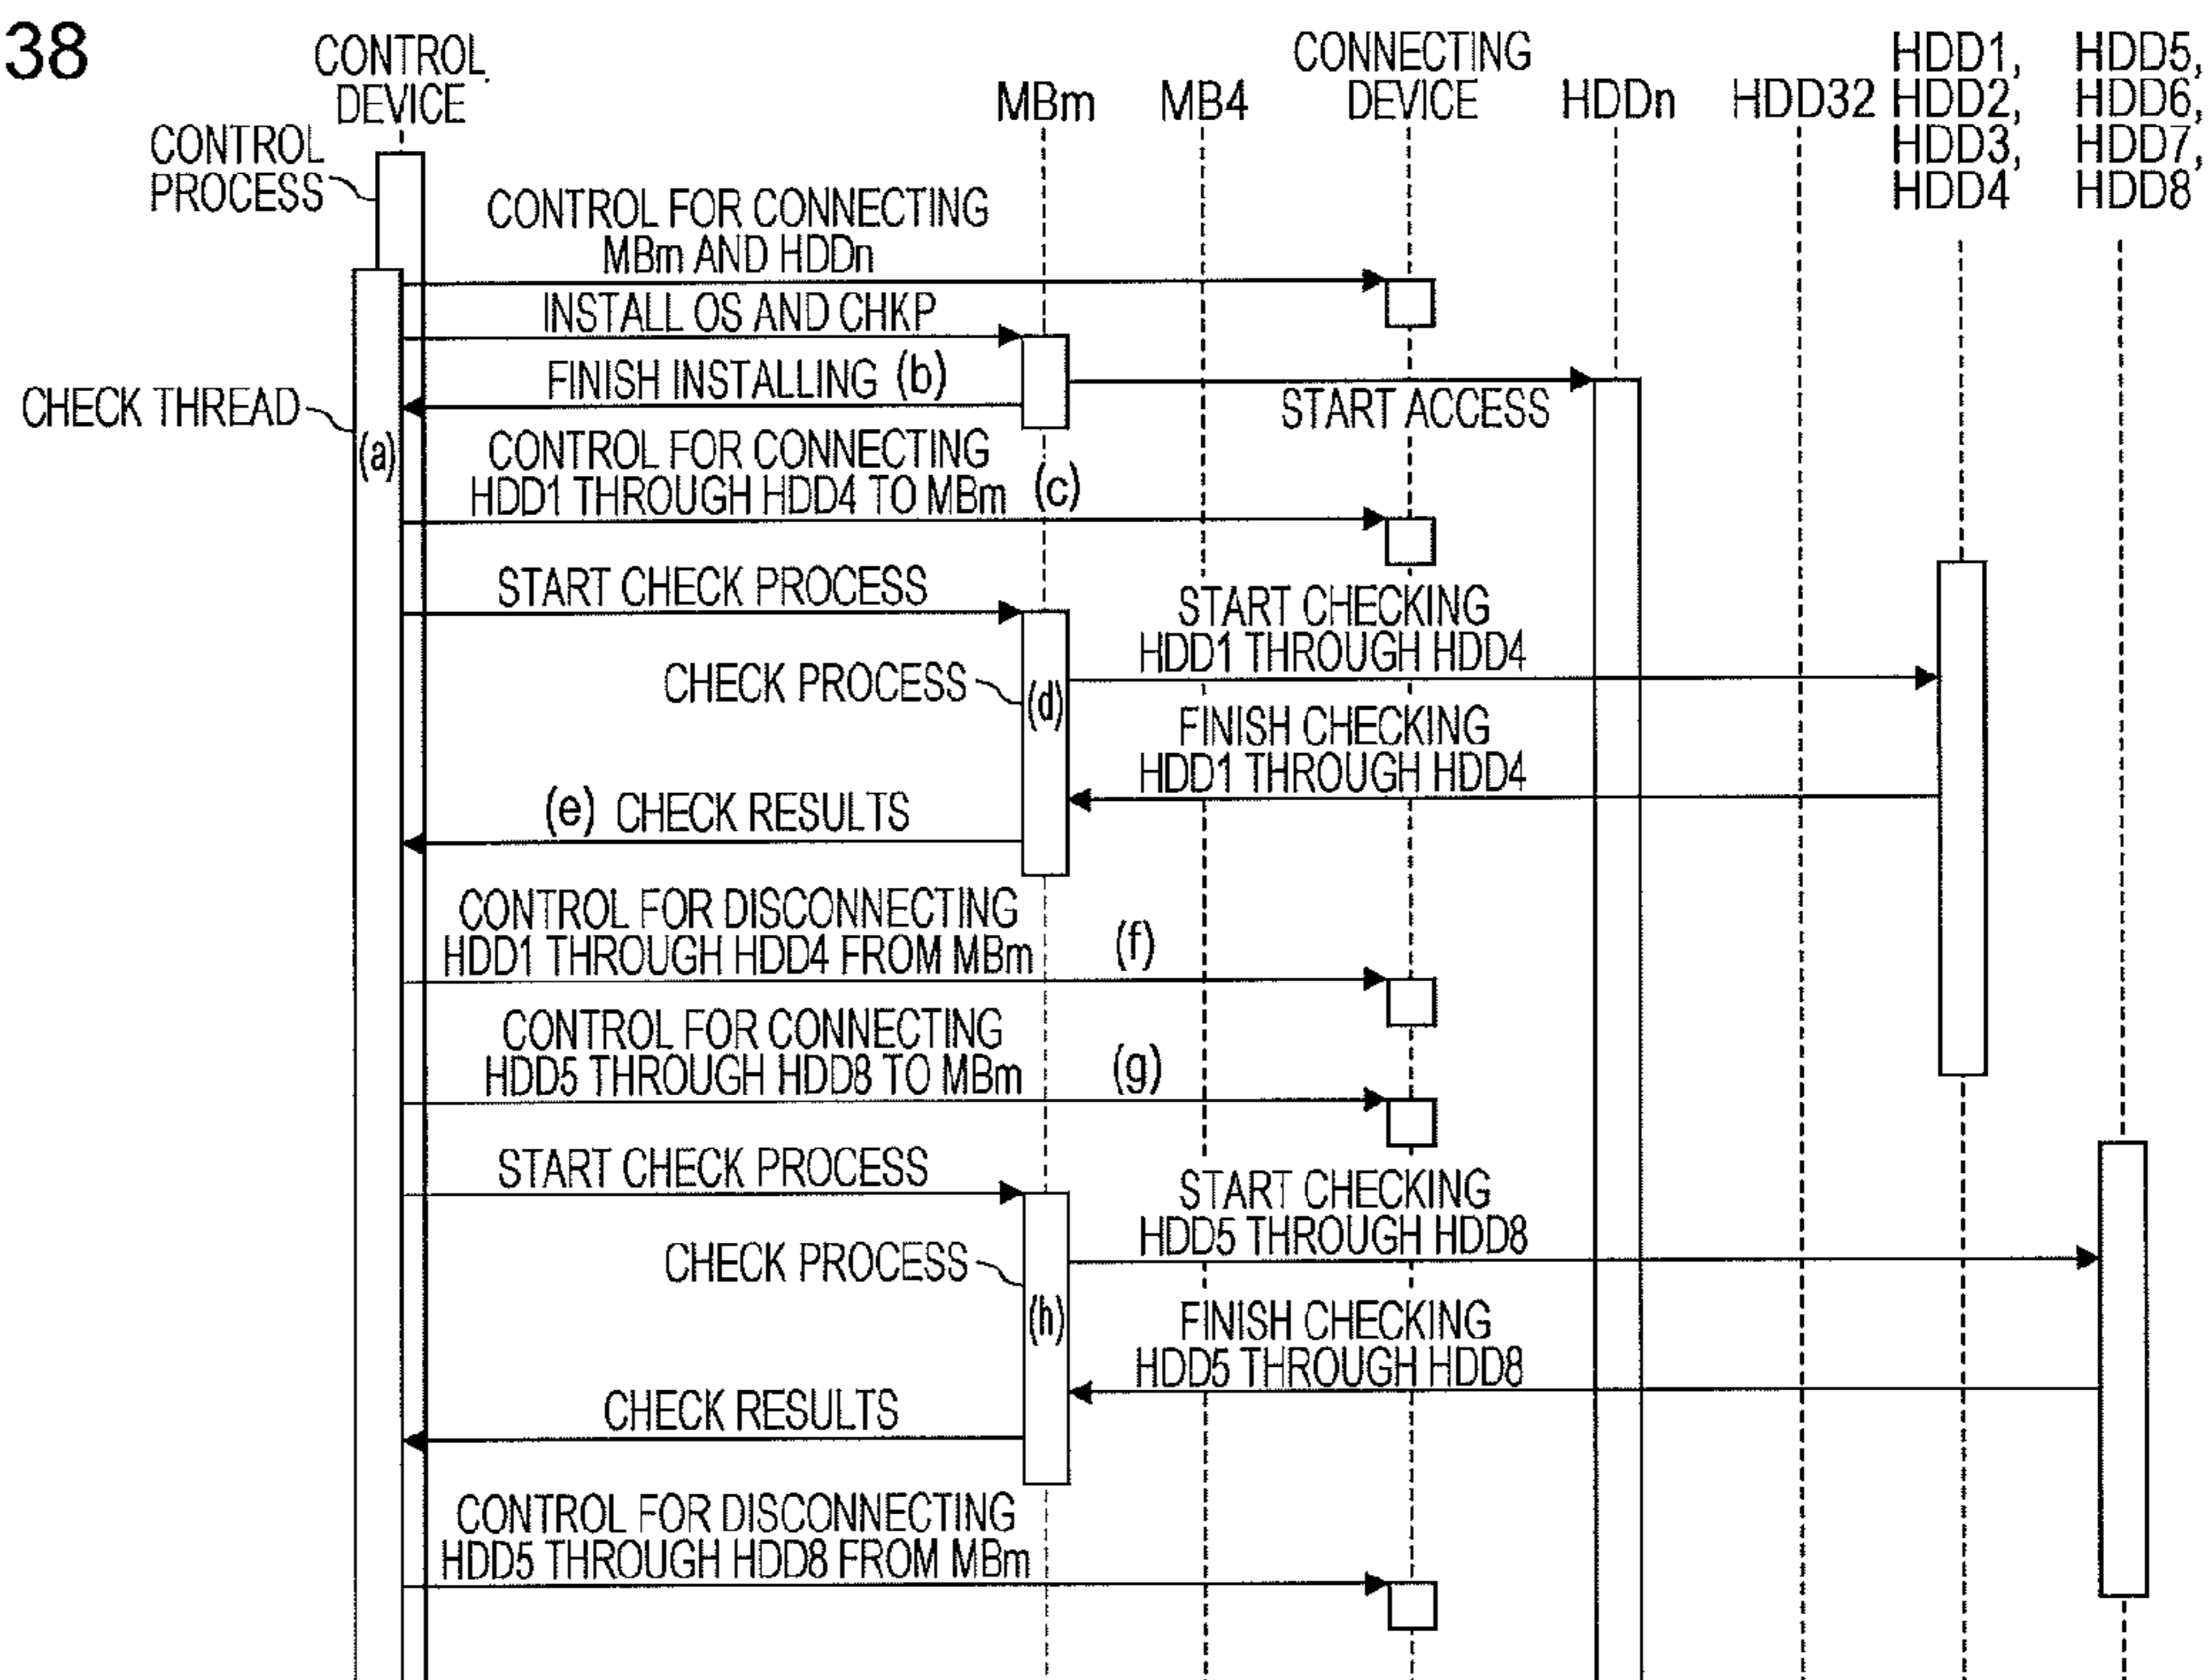 38
CONTROL
DEVICE
MBm
MB4
CONNECTING
DEVICE
HDDn
HDD32
HDD1,
HDD2,
HDD3,
HDD4
HDD5,
HDD6,
HDD7,
HDD8
CONTROL
PROCESS
CONTROL FOR CONNECTING
MBm AND HDDn
INSTALL OS AND CHKP
FINISH INSTALLING (b)
START ACCESS
CHECK THREAD
(a)
CONTROL FOR CONNECTING
HDD1 THROUGH HDD4 TO MBm (c)
START CHECK PROCESS
START CHECKING
HDD1 THROUGH HDD4
CHECK PROCESS
(d)
FINISH CHECKING
HDD1 THROUGH HDD4
(e) CHECK RESULTS
CONTROL FOR DISCONNECTING
HDD1 THROUGH HDD4 FROM MBm (f)
CONTROL FOR CONNECTING
HDD5 THROUGH HDD8 TO MBm (g)
START CHECK PROCESS
START CHECKING
HDD5 THROUGH HDD8
CHECK PROCESS
(h)
FINISH CHECKING
HDD5 THROUGH HDD8
CHECK RESULTS
CONTROL FOR DISCONNECTING
HDD5 THROUGH HDD8 FROM MBm